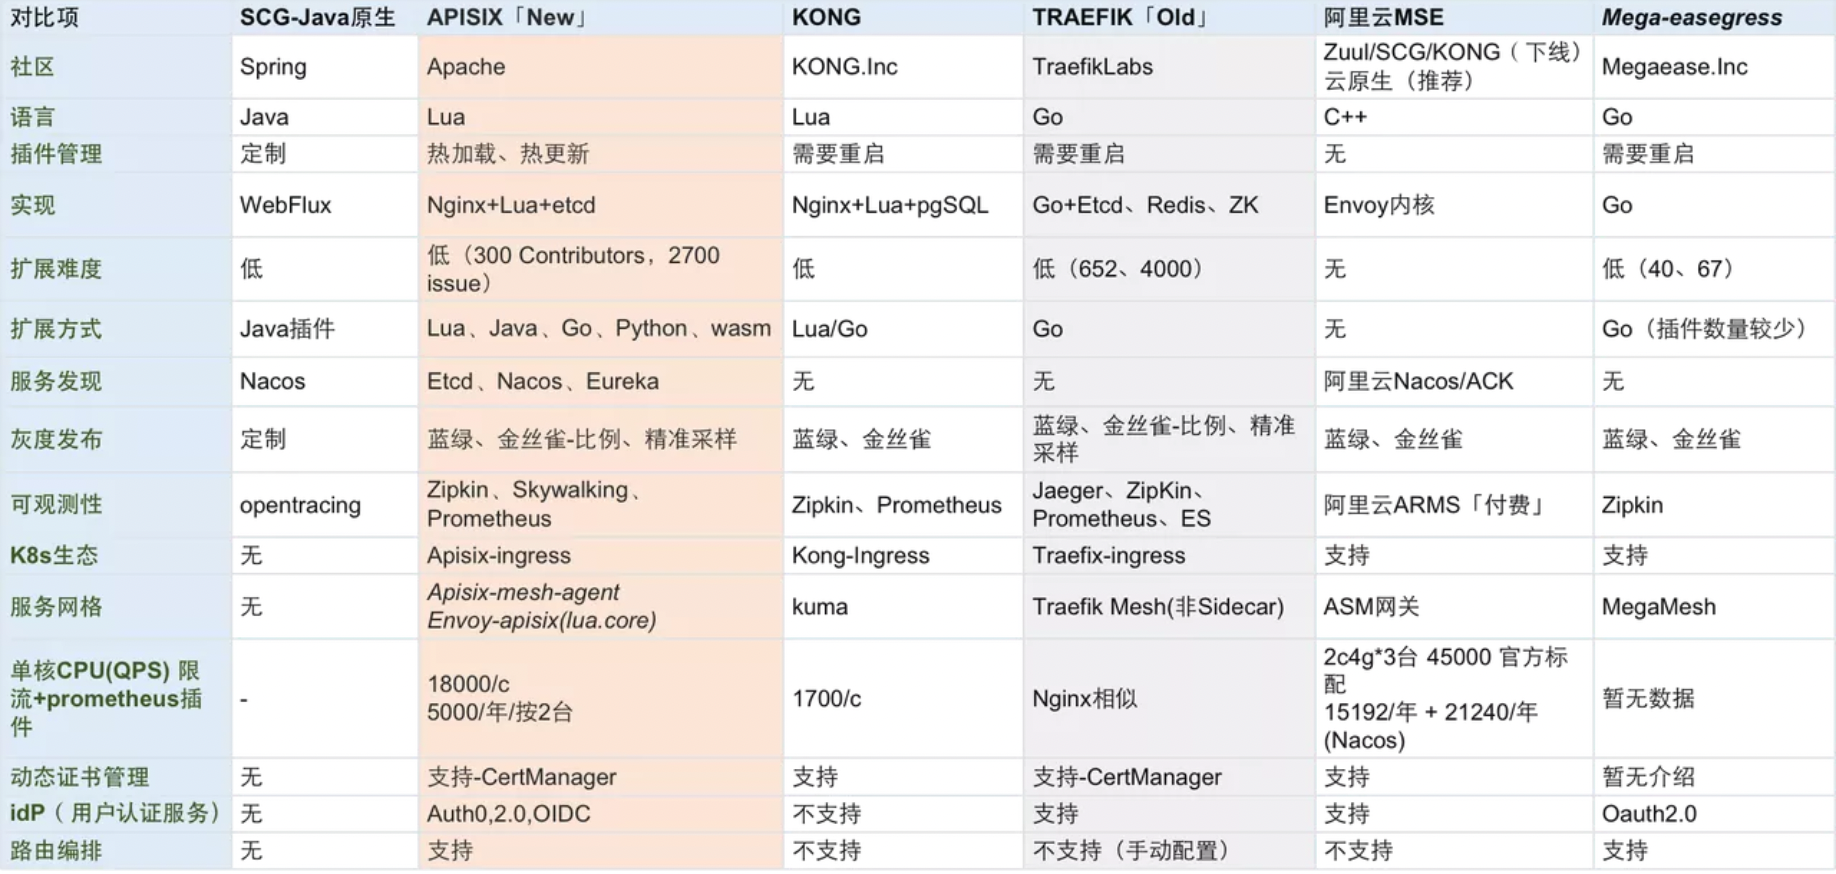 对比项 SCG-Java原生 APISIX「New」 KONG TRAEFIK「Old」 阿里云MSE Mega-easegress
社区 Spring Apache KONG.Inc TraefikLabs Zuul/SCG/KONG（下线）
云原生（推荐） Megaease.Inc
语言 Java Lua Lua Go C++ Go
插件管理 定制 热加载、热更新 需要重启 需要重启 无 需要重启
实现 WebFlux Nginx+Lua+etcd Nginx+Lua+pgSQL Go+Etcd、Redis、ZK Envoy内核 Go
扩展难度 低 低（300 Contributors，2700
issue） 低 低（652、4000） 无 低（40、67）
扩展方式 Java插件 Lua、Java、Go、Python、wasm Lua/Go Go 无 Go（插件数量较少）
服务发现 Nacos Etcd、Nacos、Eureka 无 无 阿里云Nacos/ACK 无
灰度发布 定制 蓝绿、金丝雀-比例、精准采样 蓝绿、金丝雀 蓝绿、金丝雀-比例、精准
采样 蓝绿、金丝雀 蓝绿、金丝雀
可观测性 opentracing Zipkin、Skywalking、
Prometheus Zipkin、Prometheus Jaeger、ZipKin、
Prometheus、ES 阿里云ARMS「付费」 Zipkin
K8s生态 无 Apisix-ingress Kong-Ingress Traefix-ingress 支持 支持
服务网格 无 Apisix-mesh-agent
Envoy-apisix(lua.core) kuma Traefik Mesh(非Sidecar) ASM网关 MegaMesh
单核CPU(QPS) 限
流+prometheus插
件 - 18000/c
5000/年/按2台 1700/c Nginx相似 2c4g*3台 45000 官方标
配
15192/年 + 21240/年
(Nacos) 暂无数据
动态证书管理 无 支持-CertManager 支持 支持-CertManager 支持 暂无介绍
idP（用户认证服务） 无 Auth0,2.0,OIDC 不支持 支持 支持 Oauth2.0
路由编排 无 支持 不支持 不支持（手动配置） 不支持 支持